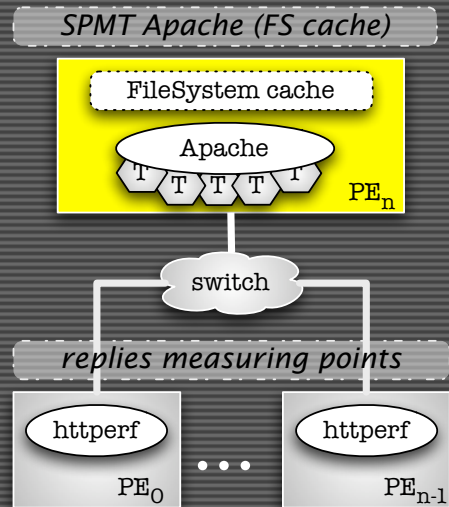 SPMT Apache (FS cache)
FileSystem cache
Apache
T T T T T
PEn
switch
replies measuring points
httperf httperf
...
PE0 PEn-1